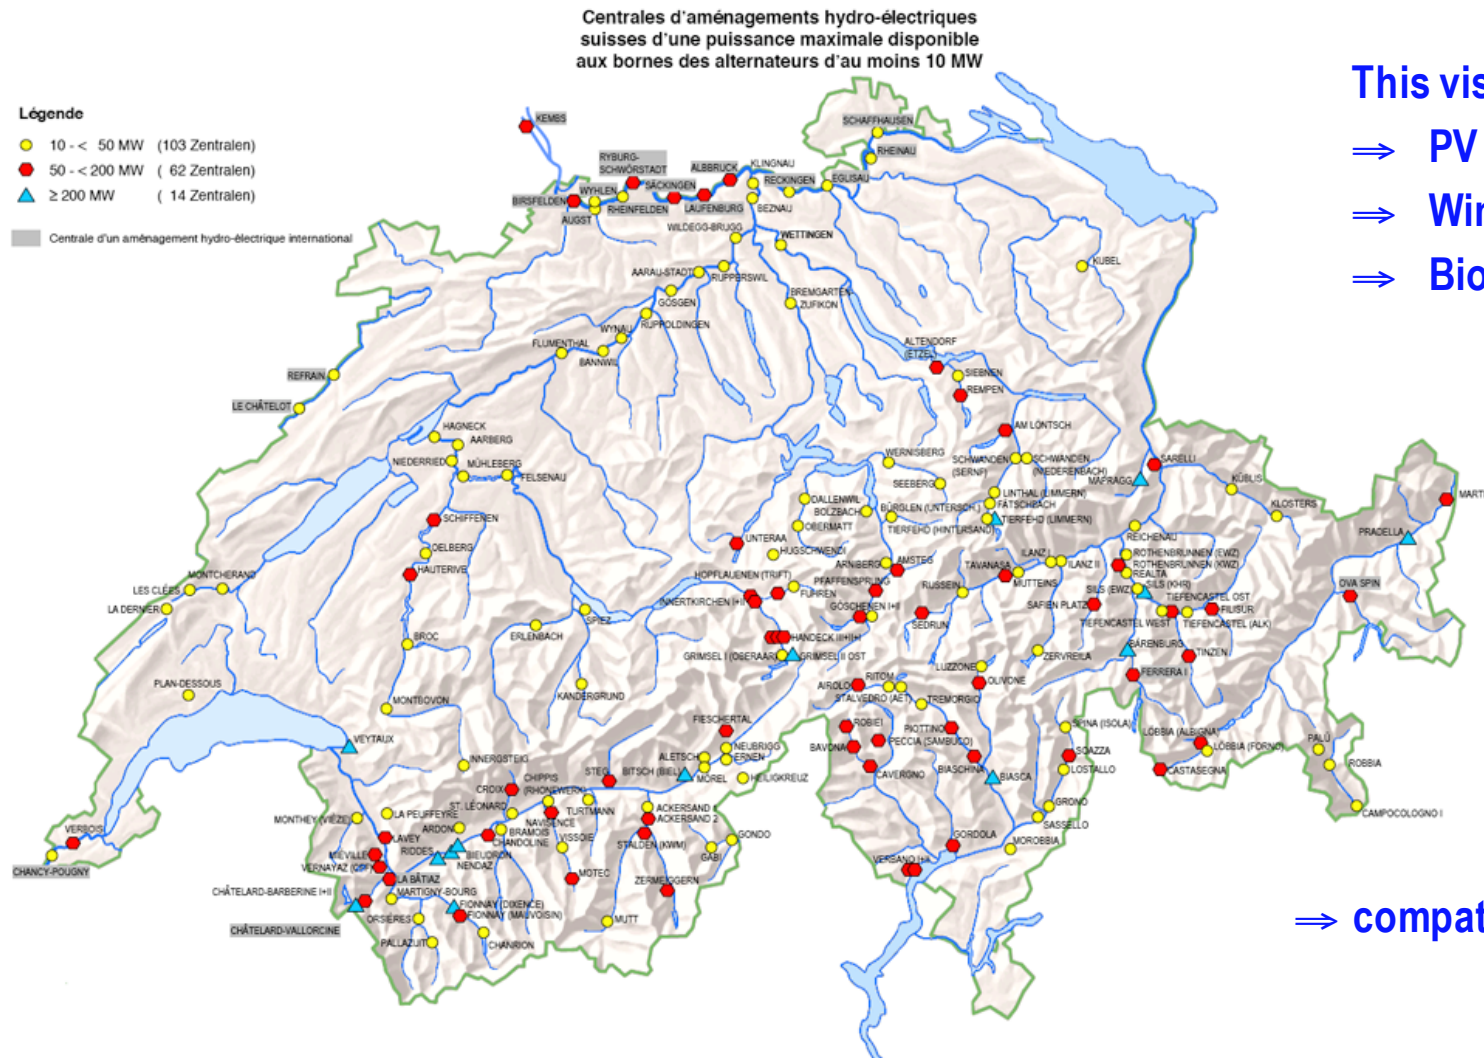 Centrales d'aménagements hydro-électriques
suisses d'une puissance maximale disponible
aux bornes des alternateurs d'au moins 10 MW
Légende
10 - < 50 MW (103 Zentralen)
50 - < 200 MW ( 62 Zentralen)
≥ 200 MW ( 14 Zentralen)
Centrale d'un aménagement hydro-électrique international
This vis
⇒ PV
⇒ Wir
⇒ Bio
⇒ compat
KEMBS
SCHAFFHAUSEN
RHEINAU
RYBURG-
SCHWÖRSTADT
ALBBRUCK
KLINGNAU
RECKINGEN
EGLISAU
WYHLEN
SÄCKINGEN
BIRSFELDEN
RHEINFELDEN
LAUFENBURG
BEZNAU
AUGST
WILDEGG-BRUGG
WETTINGEN
AARAU-STADT
RUPPERSWIL
KUBEL
GÖSGEN
BREMGARTEN-
ZUFIKON
RUPPOLDINGEN
WYNAU
FLUMENTHAL
BANNWIL
ALTENDORF
(ETZEL)
SIEBNEN
REMPEN
REFRAIN
LE CHÂTELOT
HAGNECK
AARBERG
NIEDERRIED
MÜHLEBERG
FELSENAU
AM LÖNTSCH
WERNISBERG
SCHWANDEN
(SERNF)
SCHWANDEN
(NIEDERENBACH)
SARELLI
MAPRAGG
SEEBERG
KÜBLIS
KLOSTERS
MARTI
DALLENWIL
BOLZBACH
LINTHAL (LIMMERN)
FÄTSCHBACH
BÜRGLEN (UNTERSCH.)
TIERFEHD (LIMMERN)
TIERFEHD (HINTERSAND)
OBERMATT
SCHIFFENEN
PRADELLA
REICHENAU
UNTERAA
HUGSCHWENDI
OELBERG
HAUTERIVE
ILANZ I
ILANZ II
ROTHENBRUNNEN (EWZ)
ROTHENBRUNNEN (KWZ)
REALTA
ARNIBERG
AMSTEG
TAVANASA
MUTTEINS
HOPFLAUENEN (TRIFT)
PFAFFENSPRUNG
FUHREN
RUSSEIN
SILS (KHR)
SILS (EWZ)
OVA SPIN
MONTCHERAND
LES CLÉES
LA DERNIER
INNERTKIRCHEN I+II
GÖSCHENEN I+II
SEDRUN
SAFIEN PLATZ
TIEFENCASTEL OST
FILISUR
TIEFENCASTEL WEST
TIEFENCASTEL (ALK)
SPIEZ
ERLENBACH
BROC
HANDECK III+II+I
GRIMSEL I (OBERAAR)
GRIMSEL II OST
BÄRENBURG
TINZEN
ZERVREILA
LUZZONE
OLIVONE
FERRERA I
PLAN-DESSOUS
KANDERGRUND
MONTBOVON
RITOM
AIROLO
STALVEDRO (AET)
TREMORGIO
FIESCHERTAL
ROBIEI
PIOTTINO
SPINA (ISOLA)
LÖBBIA (ALBIGNA)
LÖBBIA (FORNO)
PALÜ
VEYTAUX
NEUBRIGG
ERNEN
ALETSCH
BAVONA
PECCIA (SAMBUCO)
SOAZZA
ROBBIA
INNERGSTEIG
STEG
BITSCH (BIEL)
MÖREL
HEILIGKREUZ
CAVERGNO
BIASCHINA
BIASCA
LOSTALLO
CASTASEGNA
CHIPPIS
(RHONEWERK)
CROIX
TURTMANN
ST. LÉONARD
LA PEUFFEYRE
MONTHEY (VIÈZE)
ARDON
NAVISENCE
ACKERSAND 1
ACKERSAND 2
GRONO
SASSELLO
CAMPOCOLOGNO I
VERBOIS
BRAMOIS
CHANDOLINE
LAVEY
VISSOIE
STALDEN (KWM)
GONDO
GABI
GORDOLA
MOROBBIA
MIÉVILLE
RIDDES
BIEUDRON
NENDAZ
VERNAYAZ (CFF)
VERBANO I+II
CHANCY-POUGNY
LA BÂTIAZ
MOTEC
ZERMEIGGERN
CHÂTELARD-BARBERINE I+II
MARTIGNY-BOURG
FIONNAY (DIXENCE)
FIONNAY (MAUVOISIN)
ORSIÈRES
MUTT
CHÂTELARD-VALLORCINE
PALLAZUIT
CHANRION